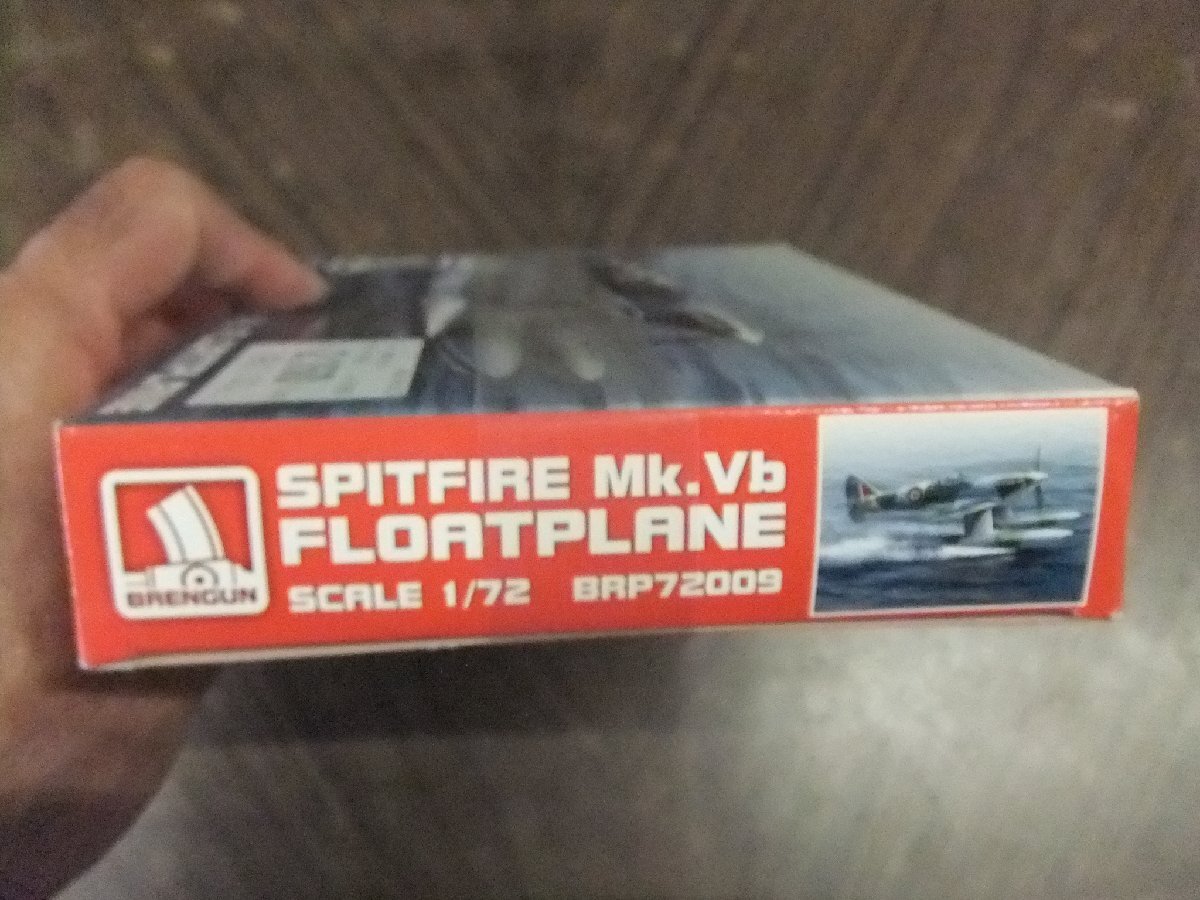 SPITFIRE Mk.Vb
FLOATPLANE
SCALE 1/72 BRP72009
BRENGUN